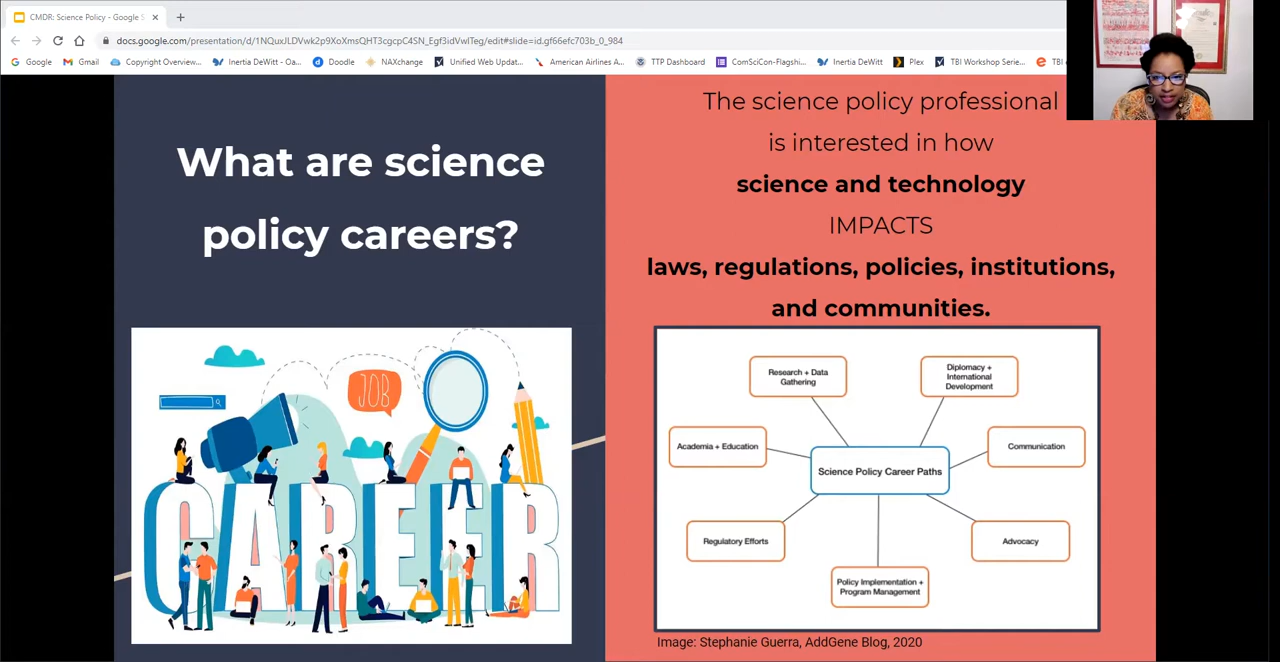 CMDR: Science Policy - Google S
docs.google.com/presentation/d/1NQuxJLDVwk2p9XoXmsQHT3cgcpCdSN_Egf3idVwlTeg/edit#slide=id.gf66efc703b_0_984
Google
Gmail
Copyright Overview...
Inertia DeWitt - Oa...
Doodle
NAXchange
Unified Web Updat...
American Airlines A...
TTP Dashboard
ComSciCon-Flagshi...
Inertia DeWitt
Plex
TBI Workshop Serie...
TBI
What are science
policy careers?
JOB
CAREER
The science policy professional
is interested in how
science and technology
IMPACTS
laws, regulations, policies, institutions,
and communities.
Research + Data
Gathering
Diplomacy +
International
Development
Academia + Education
Communication
Science Policy Career Paths
Regulatory Efforts
Advocacy
Policy Implementation +
Program Management
Image: Stephanie Guerra, AddGene Blog, 2020